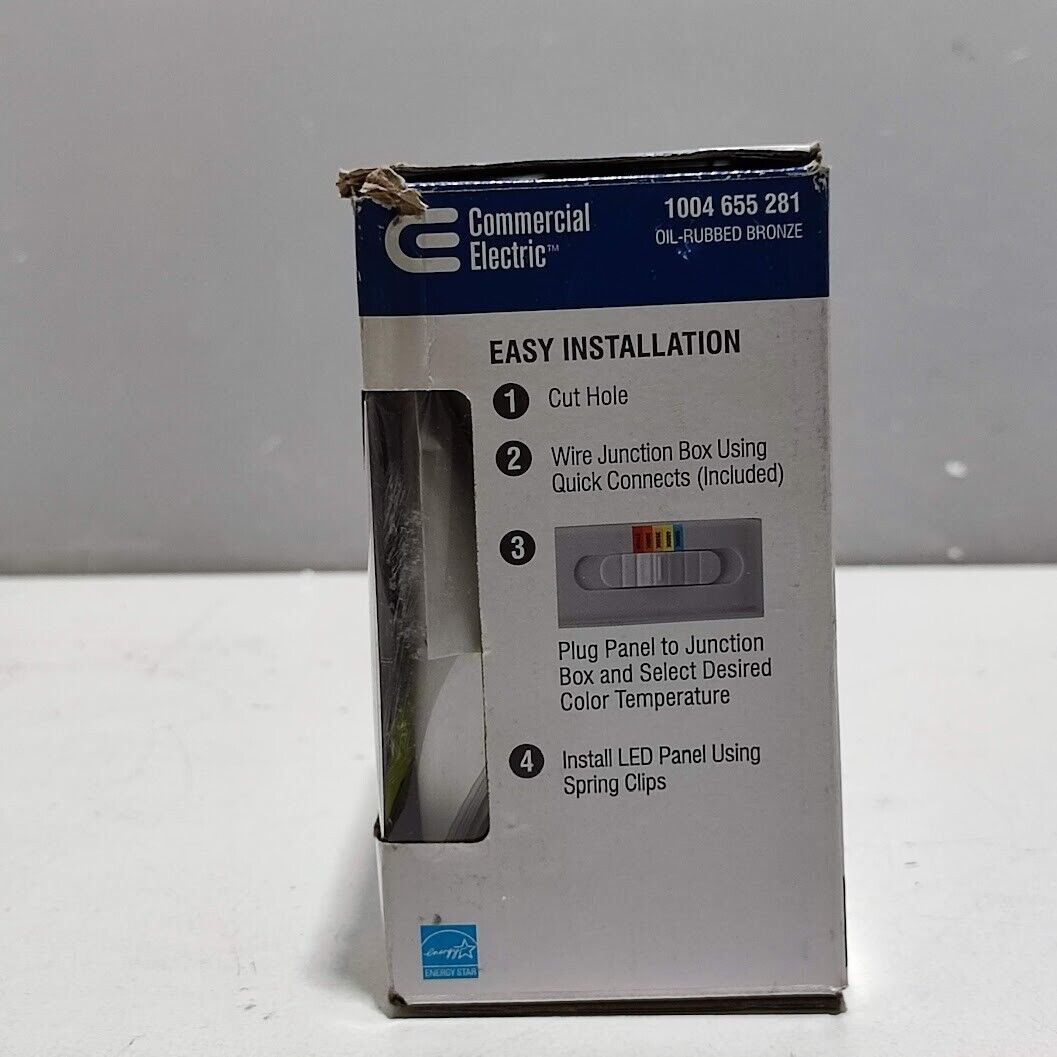 Commercial
Electric™
1004 655 281
OIL-RUBBED BRONZE
EASY INSTALLATION
1 Cut Hole
2 Wire Junction Box Using
Quick Connects (Included)
3
Plug Panel to Junction
Box and Select Desired
Color Temperature
4 Install LED Panel Using
Spring Clips
energy
ENERGY STAR